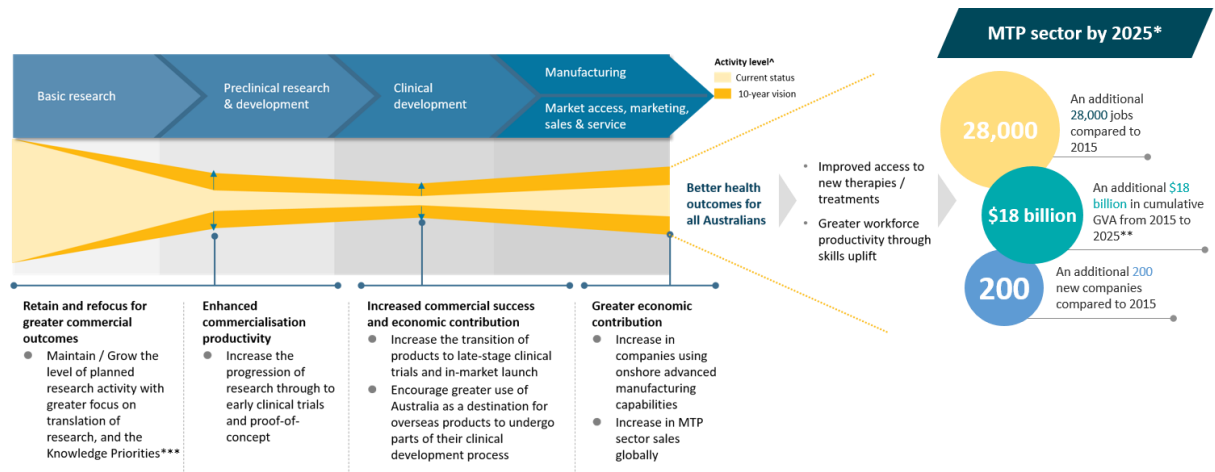 MTP sector by 2025*
Basic research
Preclinical research
& development
Clinical
development
Manufacturing
Market access, marketing,
sales & service
Activity level^
Current status
10-year vision
Better health
outcomes for
all Australians
• Improved access to
new therapies /
treatments
• Greater workforce
productivity through
skills uplift
28,000
An additional
28,000 jobs
compared to
2015
$18 billion
An additional $18
billion in cumulative
GVA from 2015 to
2025**
200
An additional 200
new companies
compared to 2015
Retain and refocus for
greater commercial
outcomes
● Maintain / Grow the
level of planned
research activity with
greater focus on
translation of
research, and the
Knowledge Priorities***
Enhanced
commercialisation
productivity
● Increase the
progression of
research through to
early clinical trials
and proof-of-
concept
Increased commercial success
and economic contribution
● Increase the transition of
products to late-stage clinical
trials and in-market launch
● Encourage greater use of
Australia as a destination for
overseas products to undergo
parts of their clinical
development process
Greater economic
contribution
● Increase in
companies using
onshore advanced
manufacturing
capabilities
● Increase in MTP
sector sales
globally